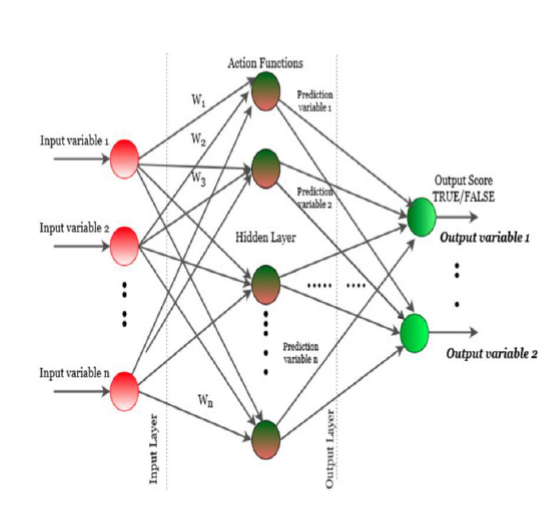 Action Functions
W1
Prediction
variable 1
W2
Input variable 1
W3
Output Score
TRUE/FALSE
Prediction
variable 2
Input variable 2
Hidden Layer
Output variable 1
Prediction
variable n
Output variable 2
Input variable n
Wn
Input Layer
Output Layer